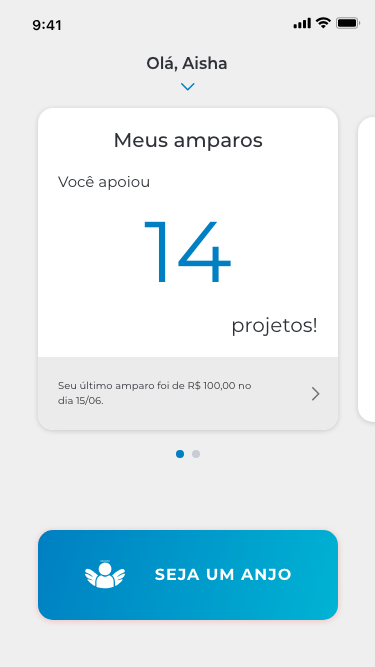 9:41
Olá, Aisha
Meus amparos
Você apoiou
14
projetos!
Seu último amparo foi de R$ 100,00 no
dia 15/06.
SEJA UM ANJO